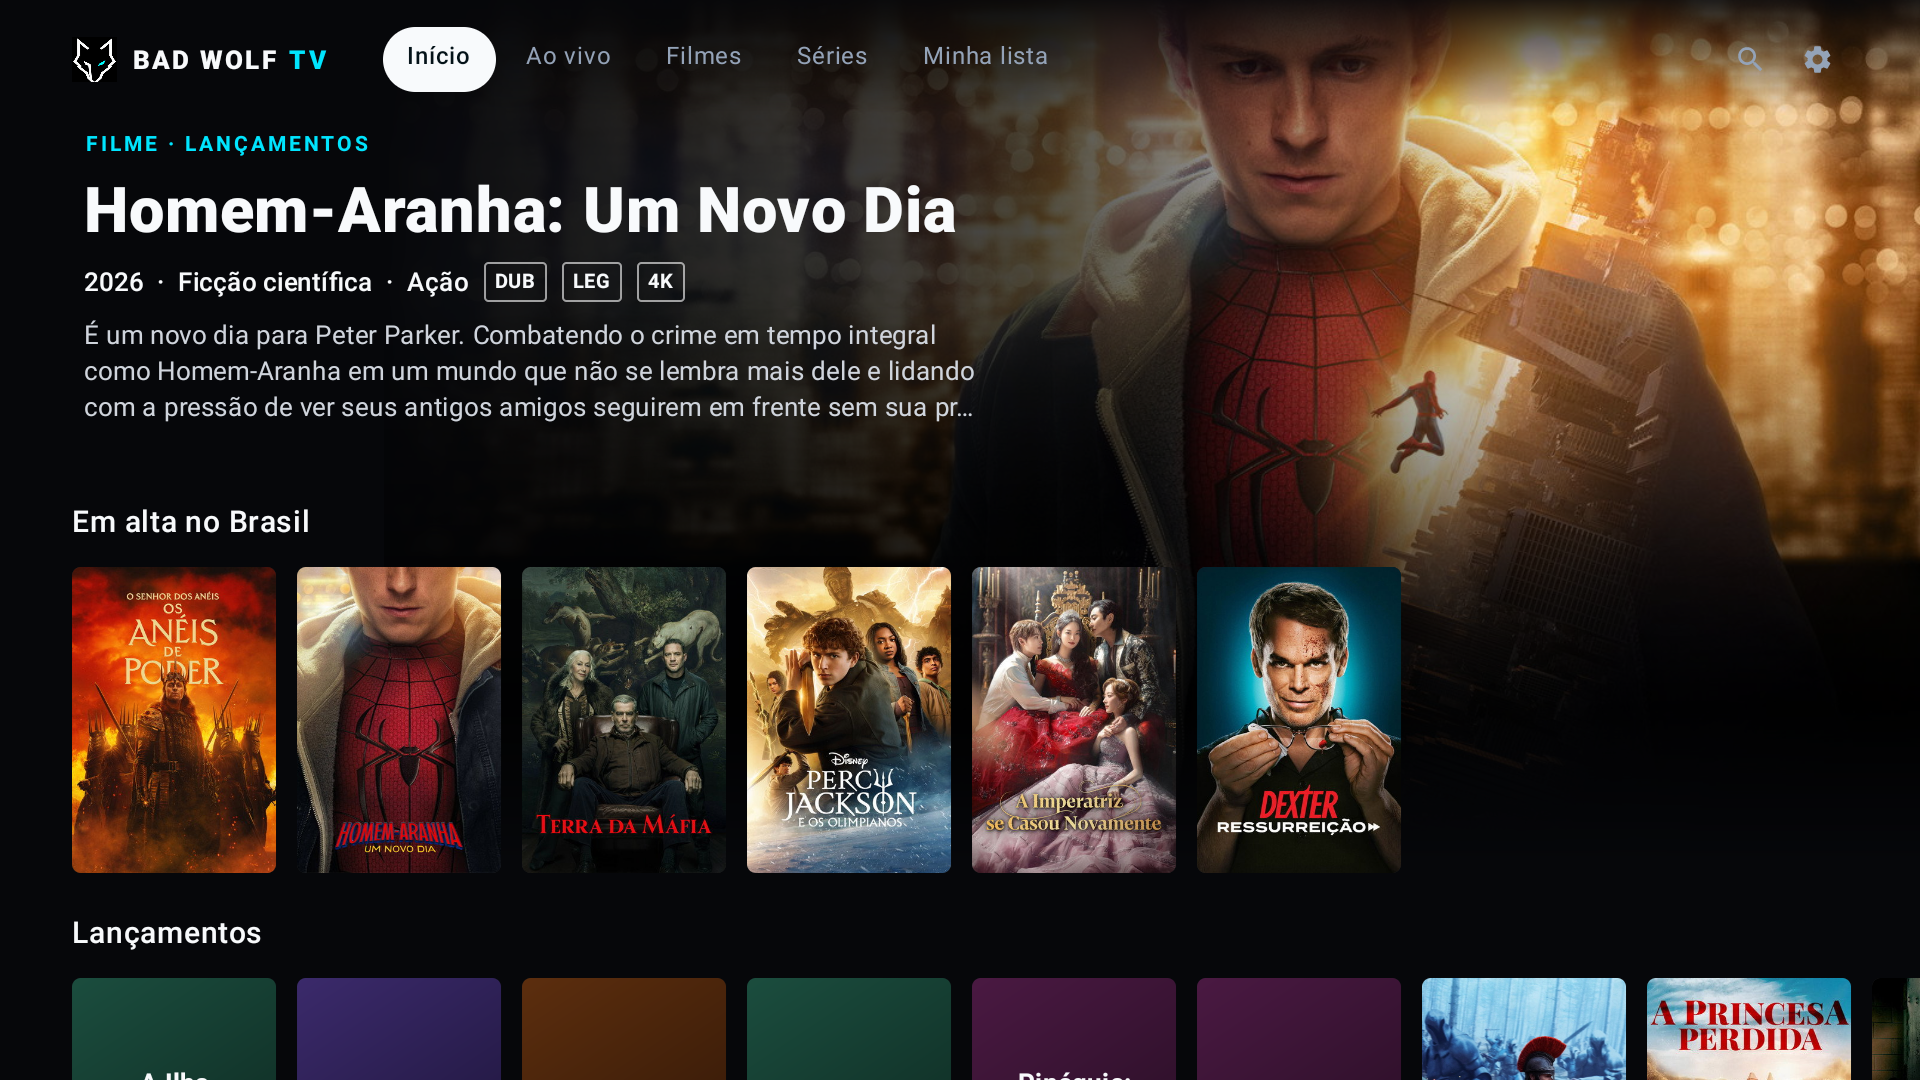 BAD WOLF TV
Início
Ao vivo
Filmes
Séries
Minha lista
FILME · LANÇAMENTOS
Homem-Aranha: Um Novo Dia
2026 · Ficção científica · Ação DUB LEG 4K
É um novo dia para Peter Parker. Combatendo o crime em tempo integral
como Homem-Aranha em um mundo que não se lembra mais dele e lidando
com a pressão de ver seus antigos amigos seguirem em frente sem sua pr…
Em alta no Brasil
O SENHOR DOS ANÉIS
OS
ANÉIS
DE
PODER
HOMEM-ARANHA
UM NOVO DIA
TERRA DA MÁFIA
Disney
PERCY
JACKSON
E OS OLIMPIANOS
A Imperatriz
se Casou Novamente
DEXTER
RESSURREIÇÃO
Lançamentos
A PRINCESA
PERDIDA